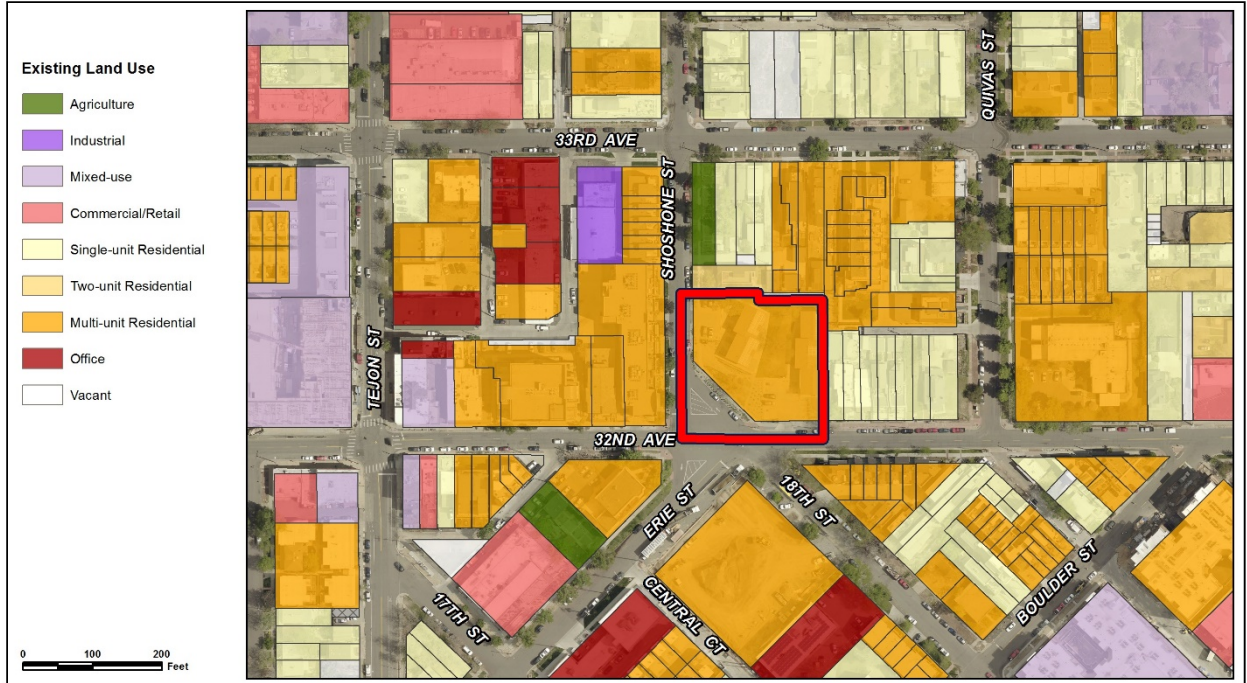 Existing Land Use
Agriculture
Industrial
Mixed-use
Commercial/Retail
Single-unit Residential
Two-unit Residential
Multi-unit Residential
Office
Vacant
0 100 200
Feet
33RD AVE
QUIVAS ST
SHOSHONE ST
TEJON ST
32ND AVE
ERIE ST
18TH ST
BOULDER ST
17TH ST
CENTRAL CT